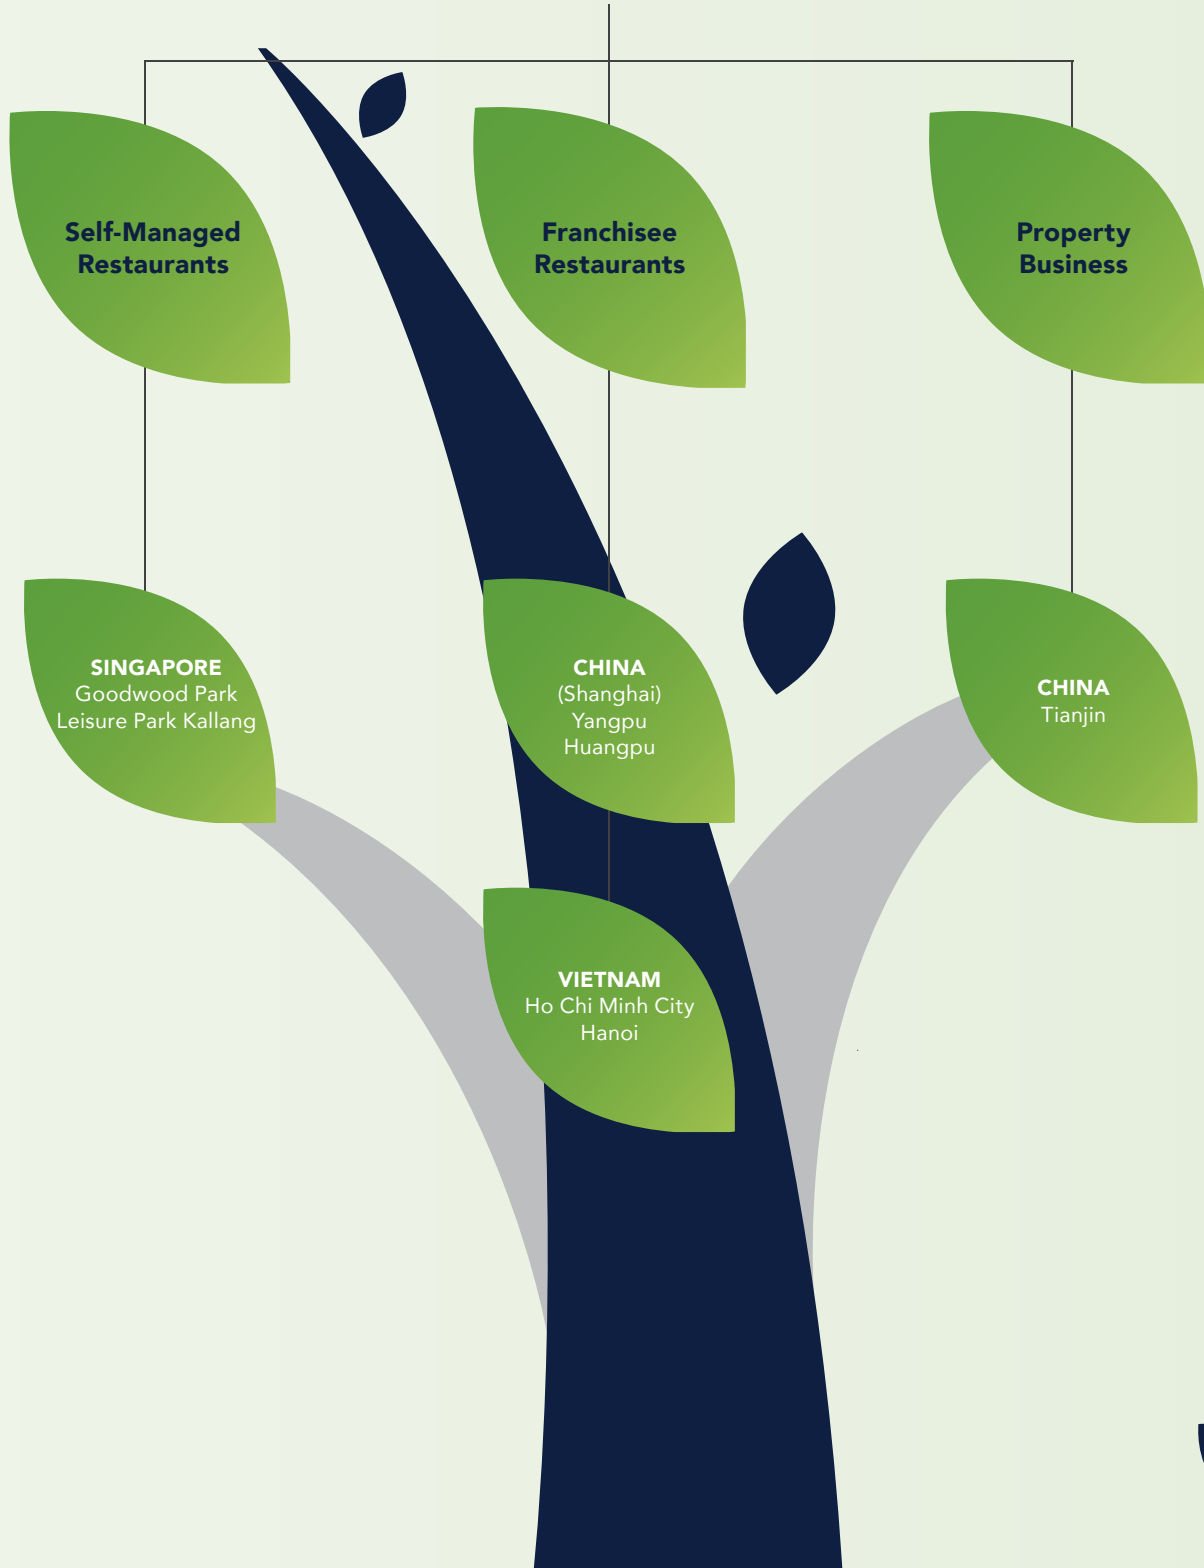 Self-Managed
Restaurants
Franchisee
Restaurants
Property
Business
SINGAPORE
Goodwood Park
Leisure Park Kallang
CHINA
(Shanghai)
Yangpu
Huangpu
CHINA
Tianjin
VIETNAM
Ho Chi Minh City
Hanoi